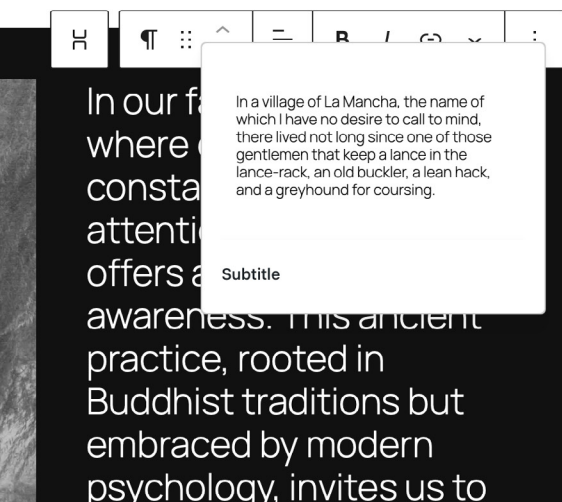 B I
In our
where
In a village of La Mancha, the name of
which I have no desire to call to mind,
there lived not long since one of those
gentlemen that keep a lance in the
lance-rack, an old buckler, a lean hack,
and a greyhound for coursing.
Subtitle
offers
awareness. This ancient
practice, rooted in
Buddhist traditions but
embraced by modern
psychology, invites us to